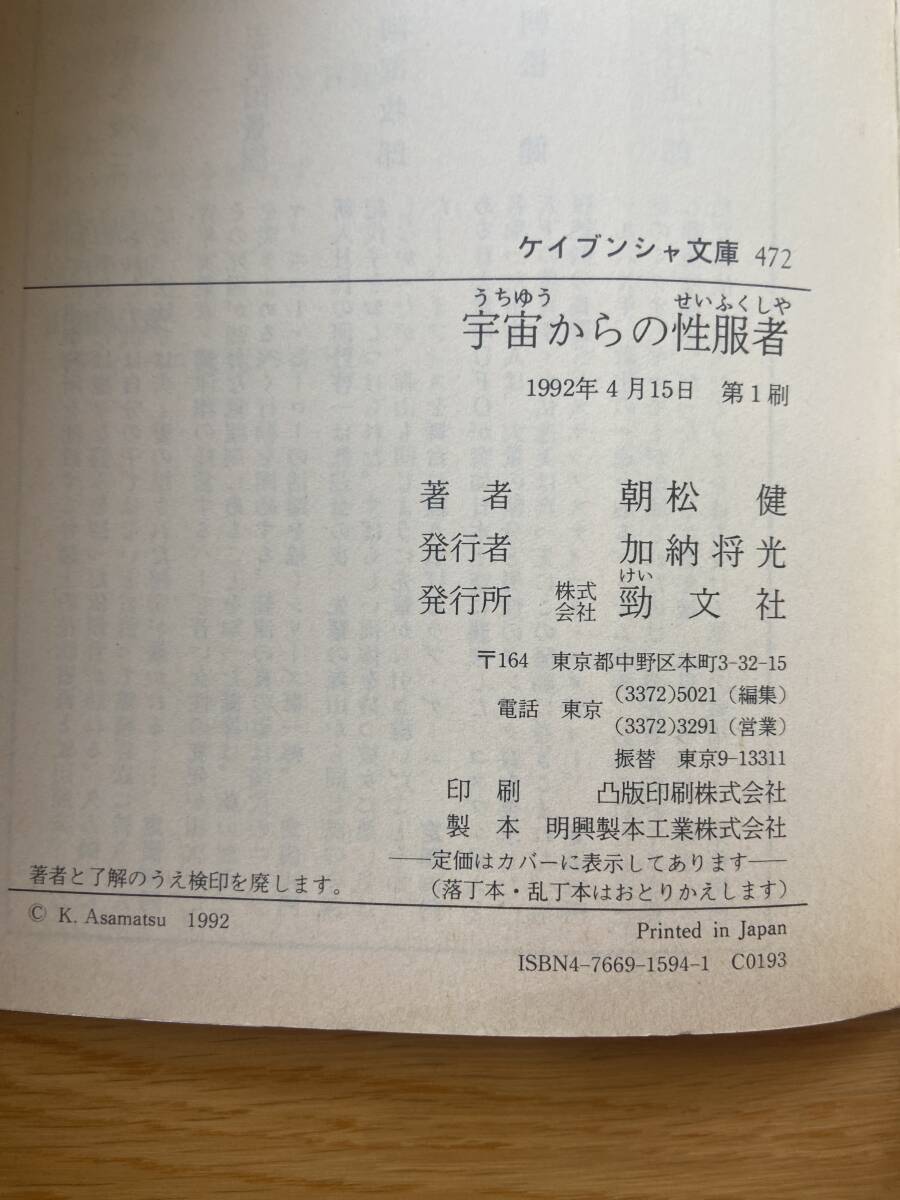 ケイブンシャ文庫 472
うちゆう せいふくしや
宇宙からの性服者
1992年4月15日 第1刷
著者 朝松 健
発行者 加納将光
けい
発行所 株式会社 勁文社
〒164 東京都中野区本町3-32-15
電話 東京 (3372)5021(編集)
(3372)3291(営業)
振替 東京9-13311
印刷 凸版印刷株式会社
製本 明興製本工業株式会社
——定価はカバーに表示してあります——
著者と了解のうえ検印を廃します。 (落丁本・乱丁本はおとりかえします)
© K. Asamatsu 1992
Printed in Japan
ISBN4-7669-1594-1 C0193